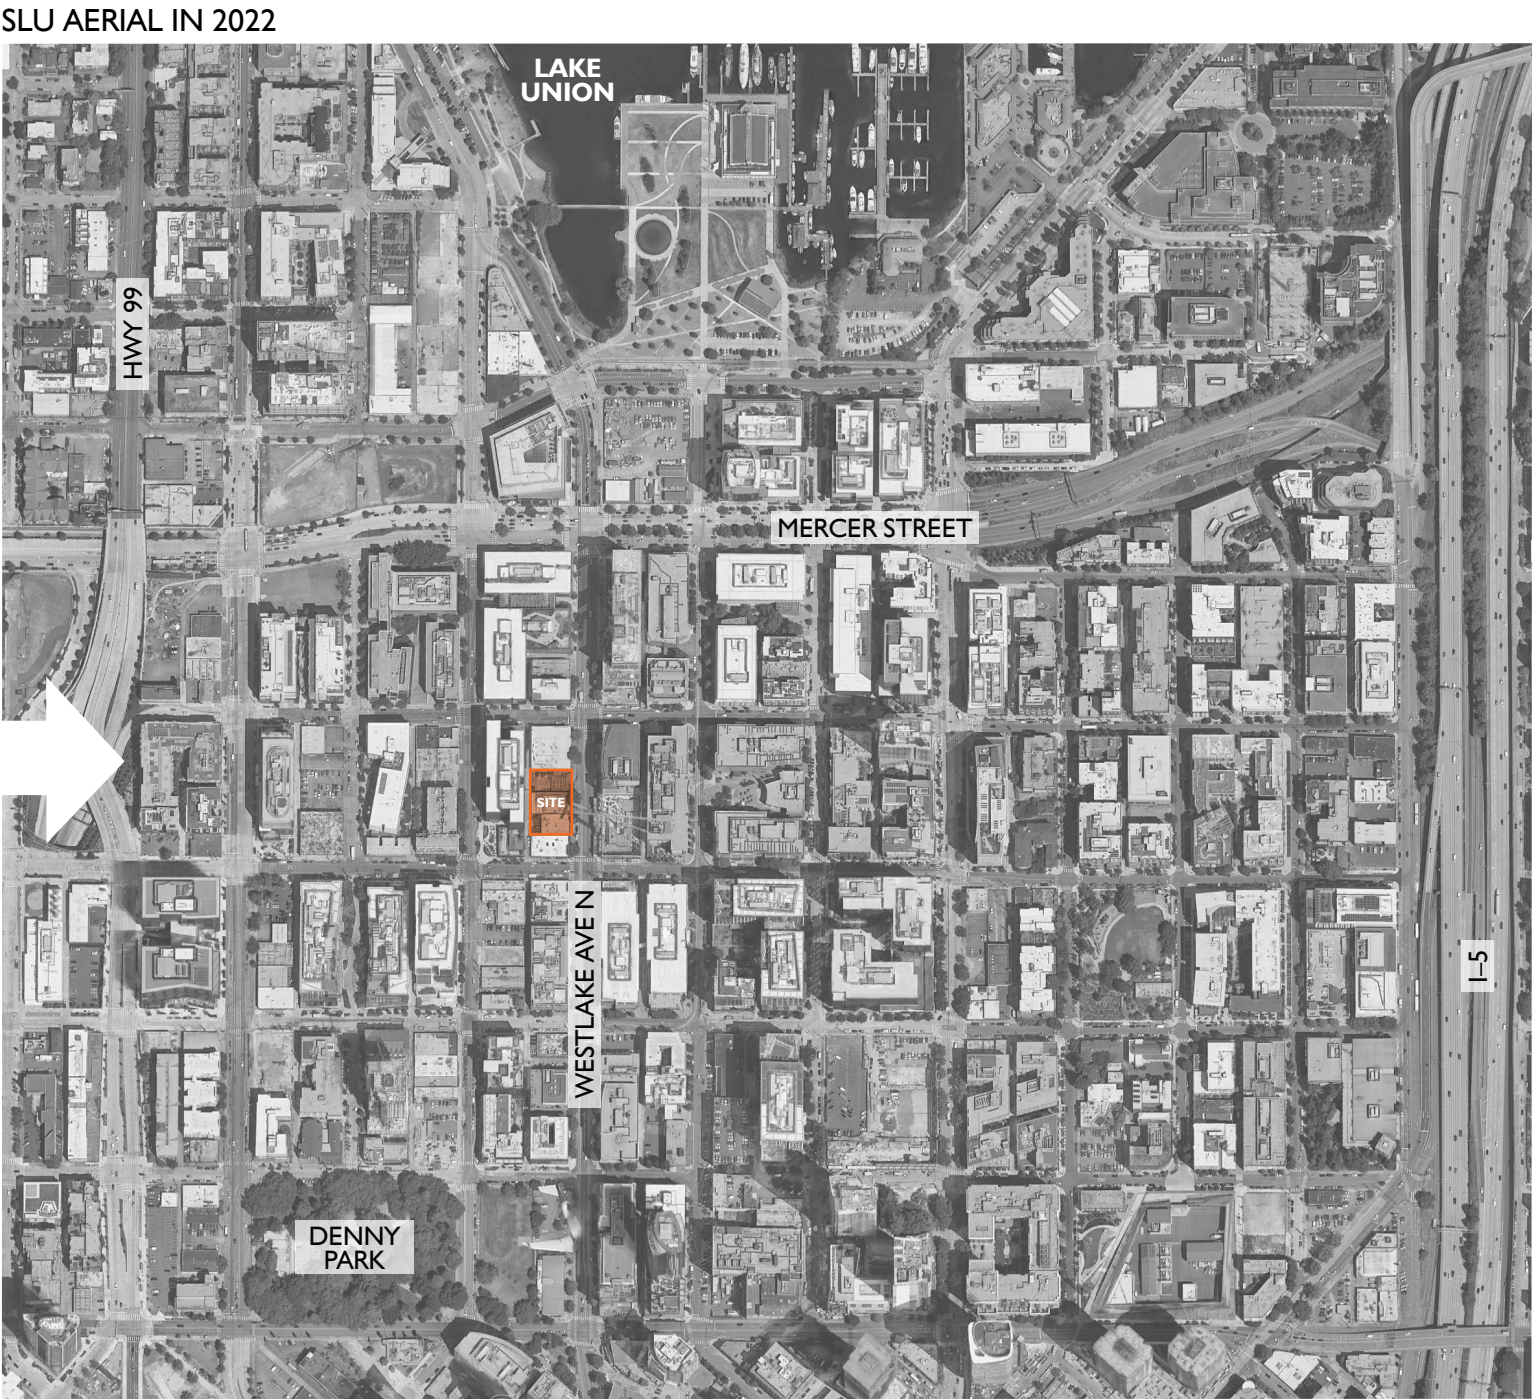 SLU AERIAL IN 2022
LAKE
UNION
HWY 99
MERCER STREET
SITE
WESTLAKE AVE N
I–5
DENNY
PARK